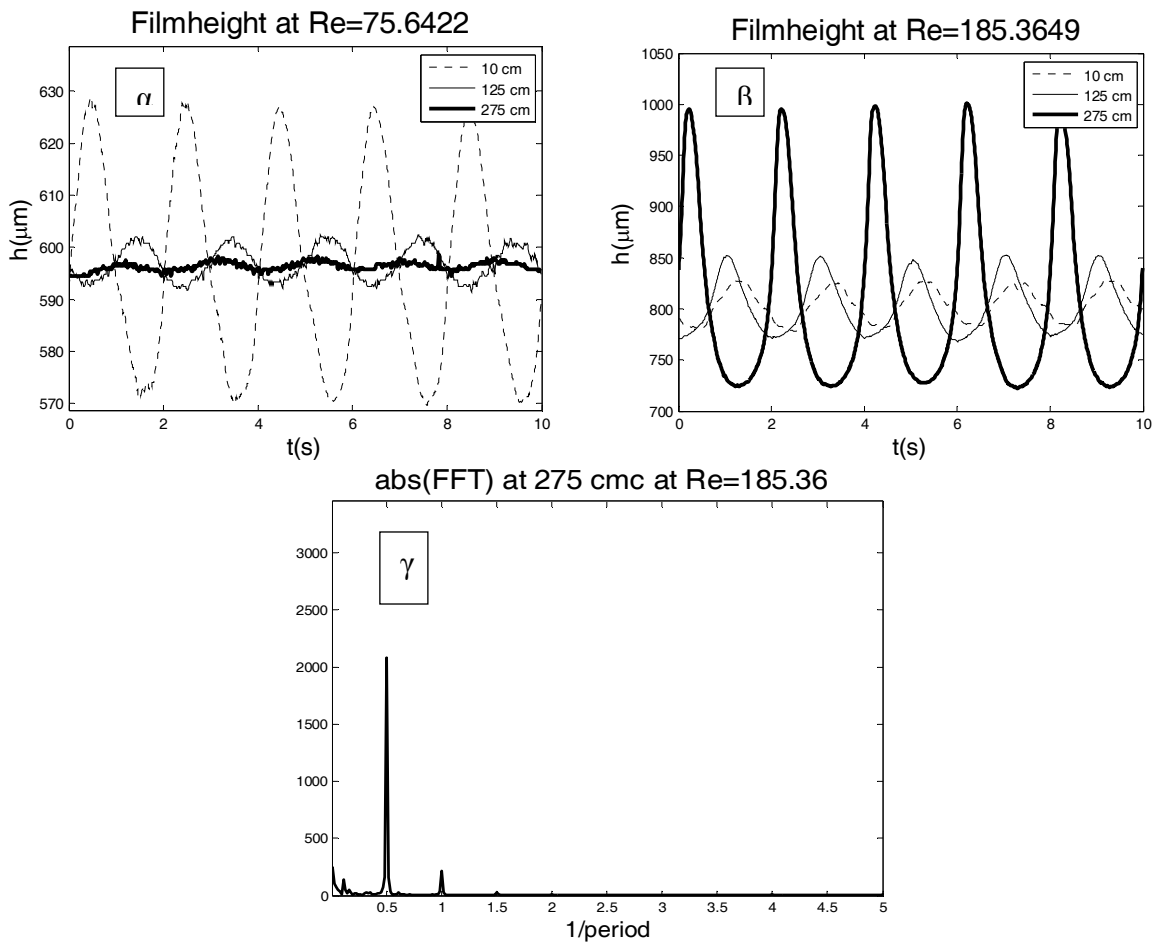 Filmheight at Re=75.6422
α
10 cm
125 cm
275 cm
630
620
610
600
590
580
570
h(μm)
0 2 4 6 8 10
t(s)
Filmheight at Re=185.3649
β
10 cm
125 cm
275 cm
1050
1000
950
900
850
800
750
700
h(μm)
0 2 4 6 8 10
t(s)
abs(FFT) at 275 cmc at Re=185.36
γ
3000
2500
2000
1500
1000
500
0
0.5 1 1.5 2 2.5 3 3.5 4 4.5 5
1/period